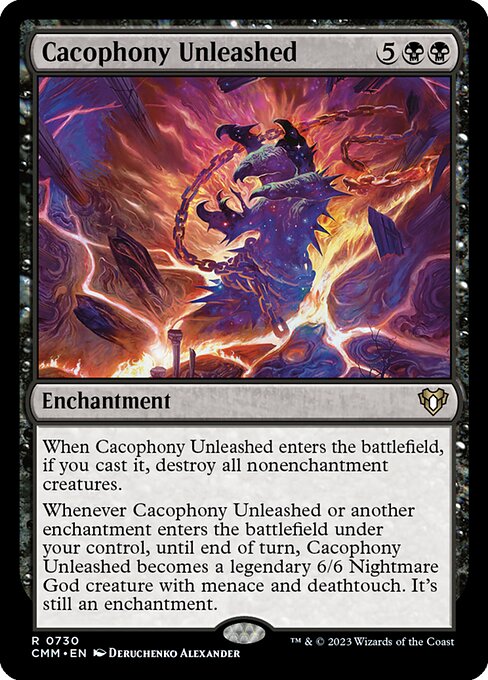 Cacophony Unleashed 5
Enchantment
When Cacophony Unleashed enters the battlefield,
if you cast it, destroy all nonenchantment
creatures.
Whenever Cacophony Unleashed or another
enchantment enters the battlefield under
your control, until end of turn, Cacophony
Unleashed becomes a legendary 6/6 Nightmare
God creature with menace and deathtouch. It's
still an enchantment.
R 0730
CMM • EN Deruchenko Alexander
™ & © 2023 Wizards of the Coast